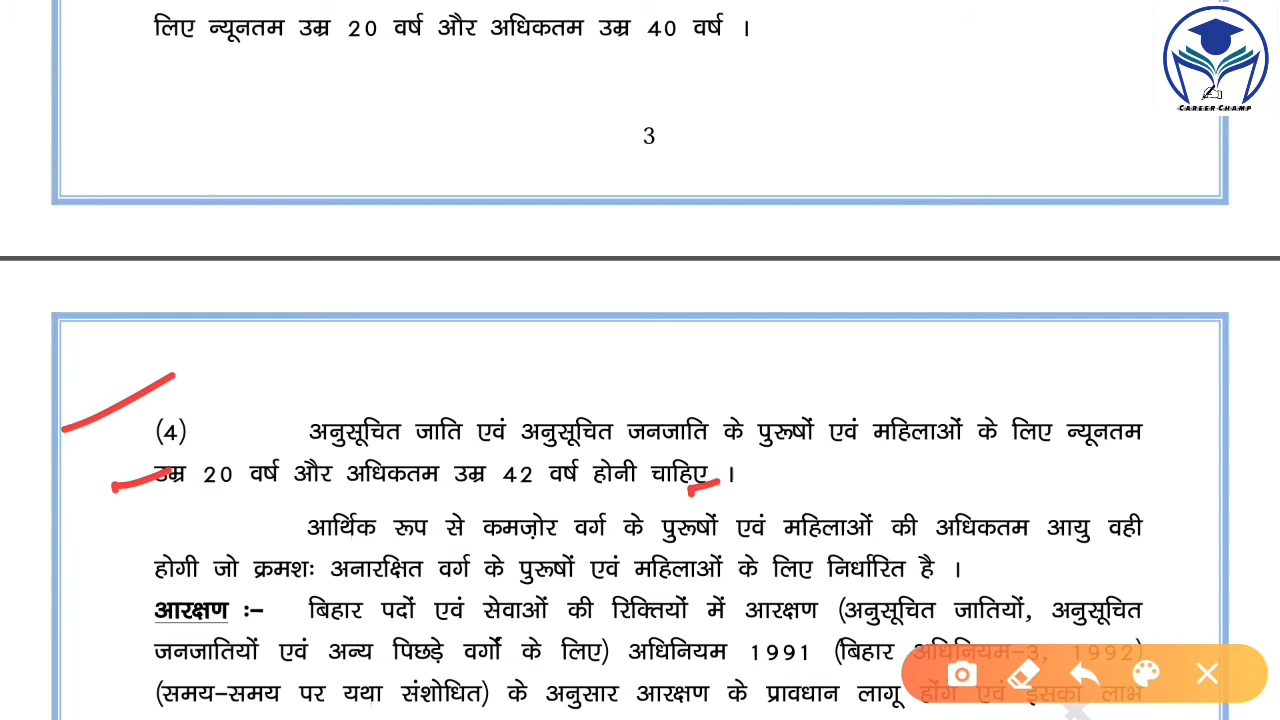 लिए न्यूनतम उम्र 20 वर्ष और अधिकतम उम्र 40 वर्ष ।
CAREER CHAMP
3
(4) अनुसूचित जाति एवं अनुसूचित जनजाति के पुरूषों एवं महिलाओं के लिए न्यूनतम
उम्र 20 वर्ष और अधिकतम उम्र 42 वर्ष होनी चाहिए ।
आर्थिक रूप से कमज़ोर वर्ग के पुरूषों एवं महिलाओं की अधिकतम आयु वही
होगी जो क्रमशः अनारक्षित वर्ग के पुरूषों एवं महिलाओं के लिए निर्धारित है ।
आरक्षण :– बिहार पदों एवं सेवाओं की रिक्तियों में आरक्षण (अनुसूचित जातियों, अनुसूचित
जनजातियों एवं अन्य पिछड़े वर्गों के लिए) अधिनियम 1991 (बिहार अधिनियम–3, 1992)
(समय–समय पर यथा संशोधित) के अनुसार आरक्षण के प्रावधान लागू होंगे एवं इसका लाभ